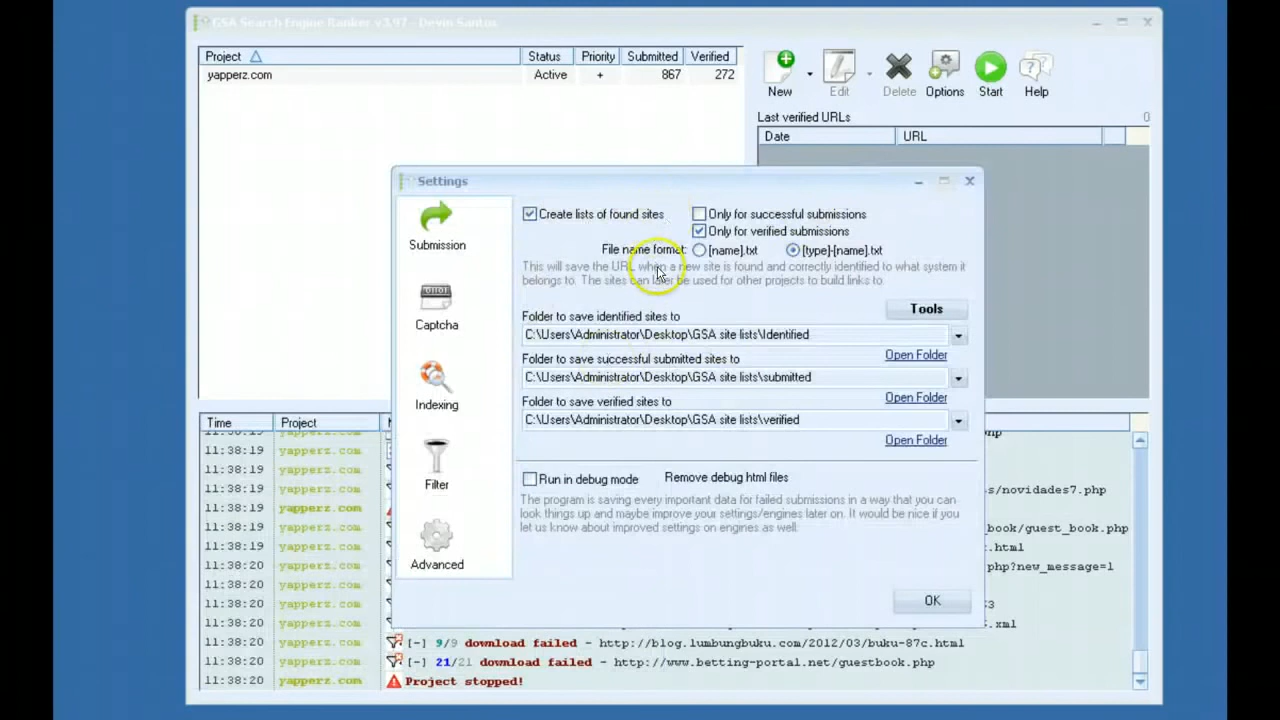 GSA Search Engine Ranker v3.97 - Devin Santos
Project Status Priority Submitted Verified
yapperz.com Active + 867 272
New Edit Delete Options Start Help
Last verified URLs 0
Date URL
Settings
Submission
Captcha
Indexing
Filter
Advanced
Create lists of found sites Only for successful submissions
Only for verified submissions
File name format: [name].txt [type]-[name].txt
This will save the URL when a new site is found and correctly identified to what system it
belongs to. The sites can later be used for other projects to build links to.
Tools
Folder to save identified sites to
C:\Users\Administrator\Desktop\GSA site lists\Identified
Open Folder
Folder to save successful submitted sites to
C:\Users\Administrator\Desktop\GSA site lists\submitted
Open Folder
Folder to save verified sites to
C:\Users\Administrator\Desktop\GSA site lists\verified
Open Folder
Run in debug mode Remove debug html files
The program is saving every important data for failed submissions in a way that you can
look things up and maybe improve your settings/engines later on. It would be nice if you
let us know about improved settings on engines as well.
OK
Time Project
yapperz.com
11:38:19 yapperz.com
11:38:19 yapperz.com
11:38:19 yapperz.com s/novidades7.php
11:38:19 yapperz.com
11:38:19 yapperz.com book/guest_book.php
11:38:19 yapperz.com .html
11:38:20 yapperz.com php?new_message=1
11:38:20 yapperz.com
11:38:20 yapperz.com 3
11:38:20 yapperz.com .xml
11:38:20 yapperz.com [-] 9/9 download failed - http://blog.lumbungbuku.com/2012/03/buku-87c.html
11:38:20 yapperz.com [-] 21/21 download failed - http://www.betting-portal.net/guestbook.php
11:38:20 yapperz.com Project stopped!